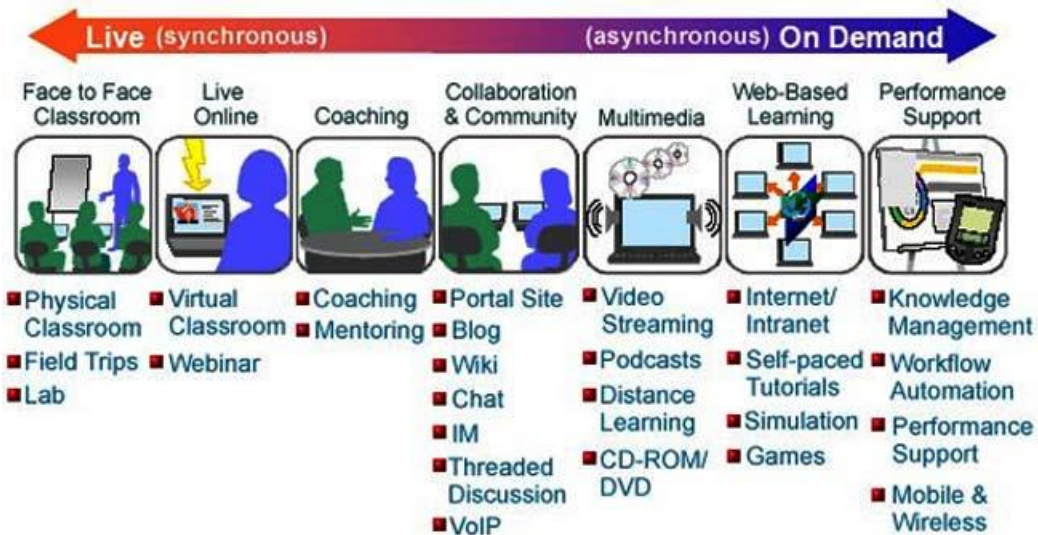 Live (synchronous) (asynchronous) On Demand
Face to Face
Classroom
Live
Online
Coaching
Collaboration
& Community
Multimedia
Web-Based
Learning
Performance
Support
Physical
Classroom
Field Trips
Lab
Virtual
Classroom
Webinar
Coaching
Mentoring
Portal Site
Blog
Wiki
Chat
IM
Threaded
Discussion
VoIP
Video
Streaming
Podcasts
Distance
Learning
CD-ROM/
DVD
Internet/
Intranet
Self-paced
Tutorials
Simulation
Games
Knowledge
Management
Workflow
Automation
Performance
Support
Mobile &
Wireless